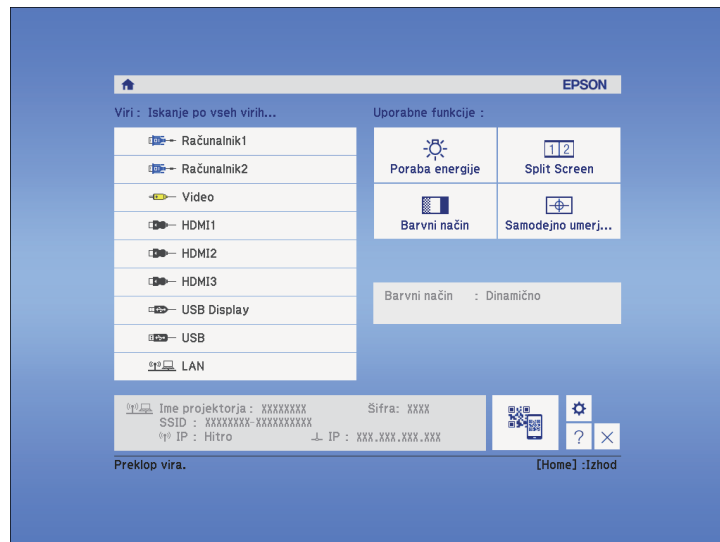 EPSON
Viri : Iskanje po vseh virih...
Računalnik1
Računalnik2
Video
HDMI1
HDMI2
HDMI3
USB Display
USB
LAN
Uporabne funkcije :
Poraba energije
1 2
Split Screen
Barvni način
Samodejno umerj...
Barvni način : Dinamično
Ime projektorja : XXXXXXXX Šifra: XXXX
SSID : XXXXXXXX-XXXXXXXXXX
IP : Hitro IP : XXX.XXX.XXX.XXX
?
Preklop vira. [Home] :Izhod